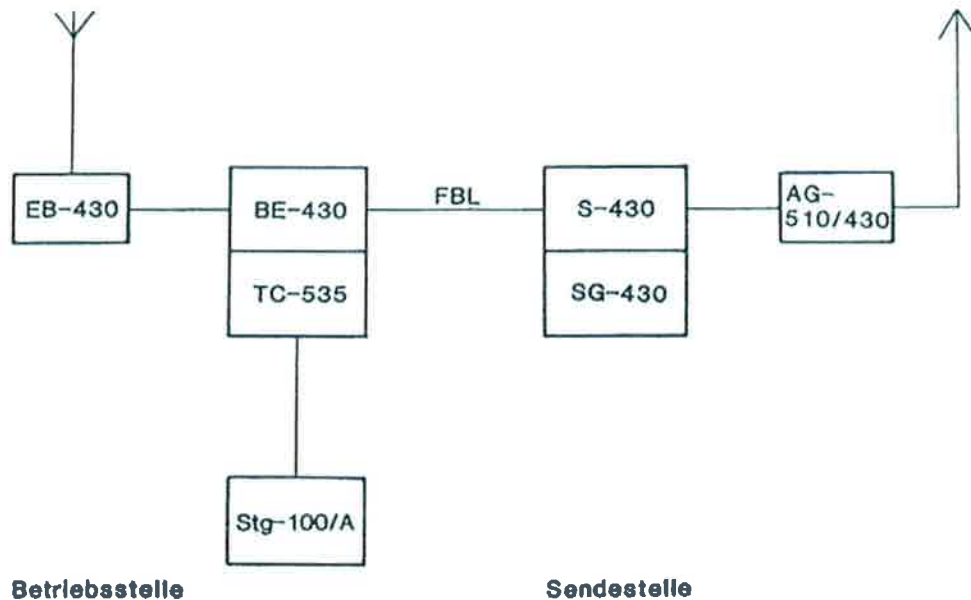 EB-430
BE-430
FBL
S-430
AG-
510/430
TC-535
SG-430
Stg-100/A
Betriebsstelle
Sendestelle